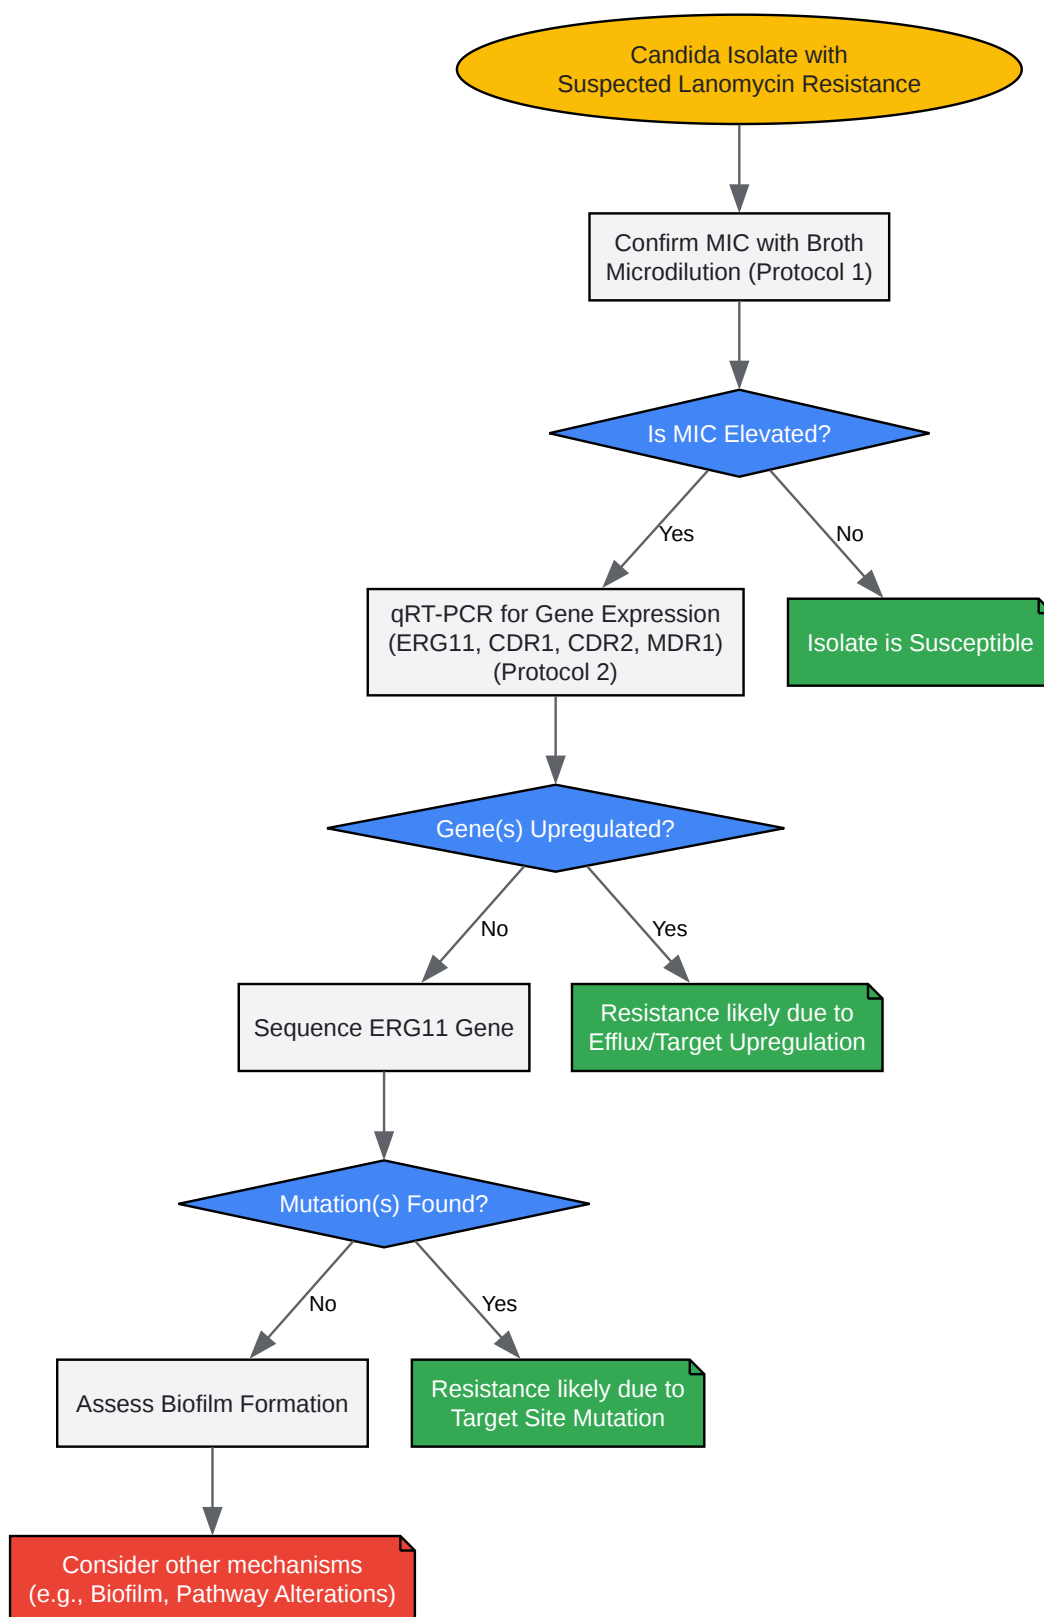 Candida Isolate with
Suspected Lanomycin Resistance
Confirm MIC with Broth
Microdilution (Protocol 1)
Is MIC Elevated?
Yes
No
qRT-PCR for Gene Expression
(ERG11, CDR1, CDR2, MDR1)
(Protocol 2)
Isolate is Susceptible
Gene(s) Upregulated?
No
Yes
Sequence ERG11 Gene
Resistance likely due to
Efflux/Target Upregulation
Mutation(s) Found?
No
Yes
Assess Biofilm Formation
Resistance likely due to
Target Site Mutation
Consider other mechanisms
(e.g., Biofilm, Pathway Alterations)